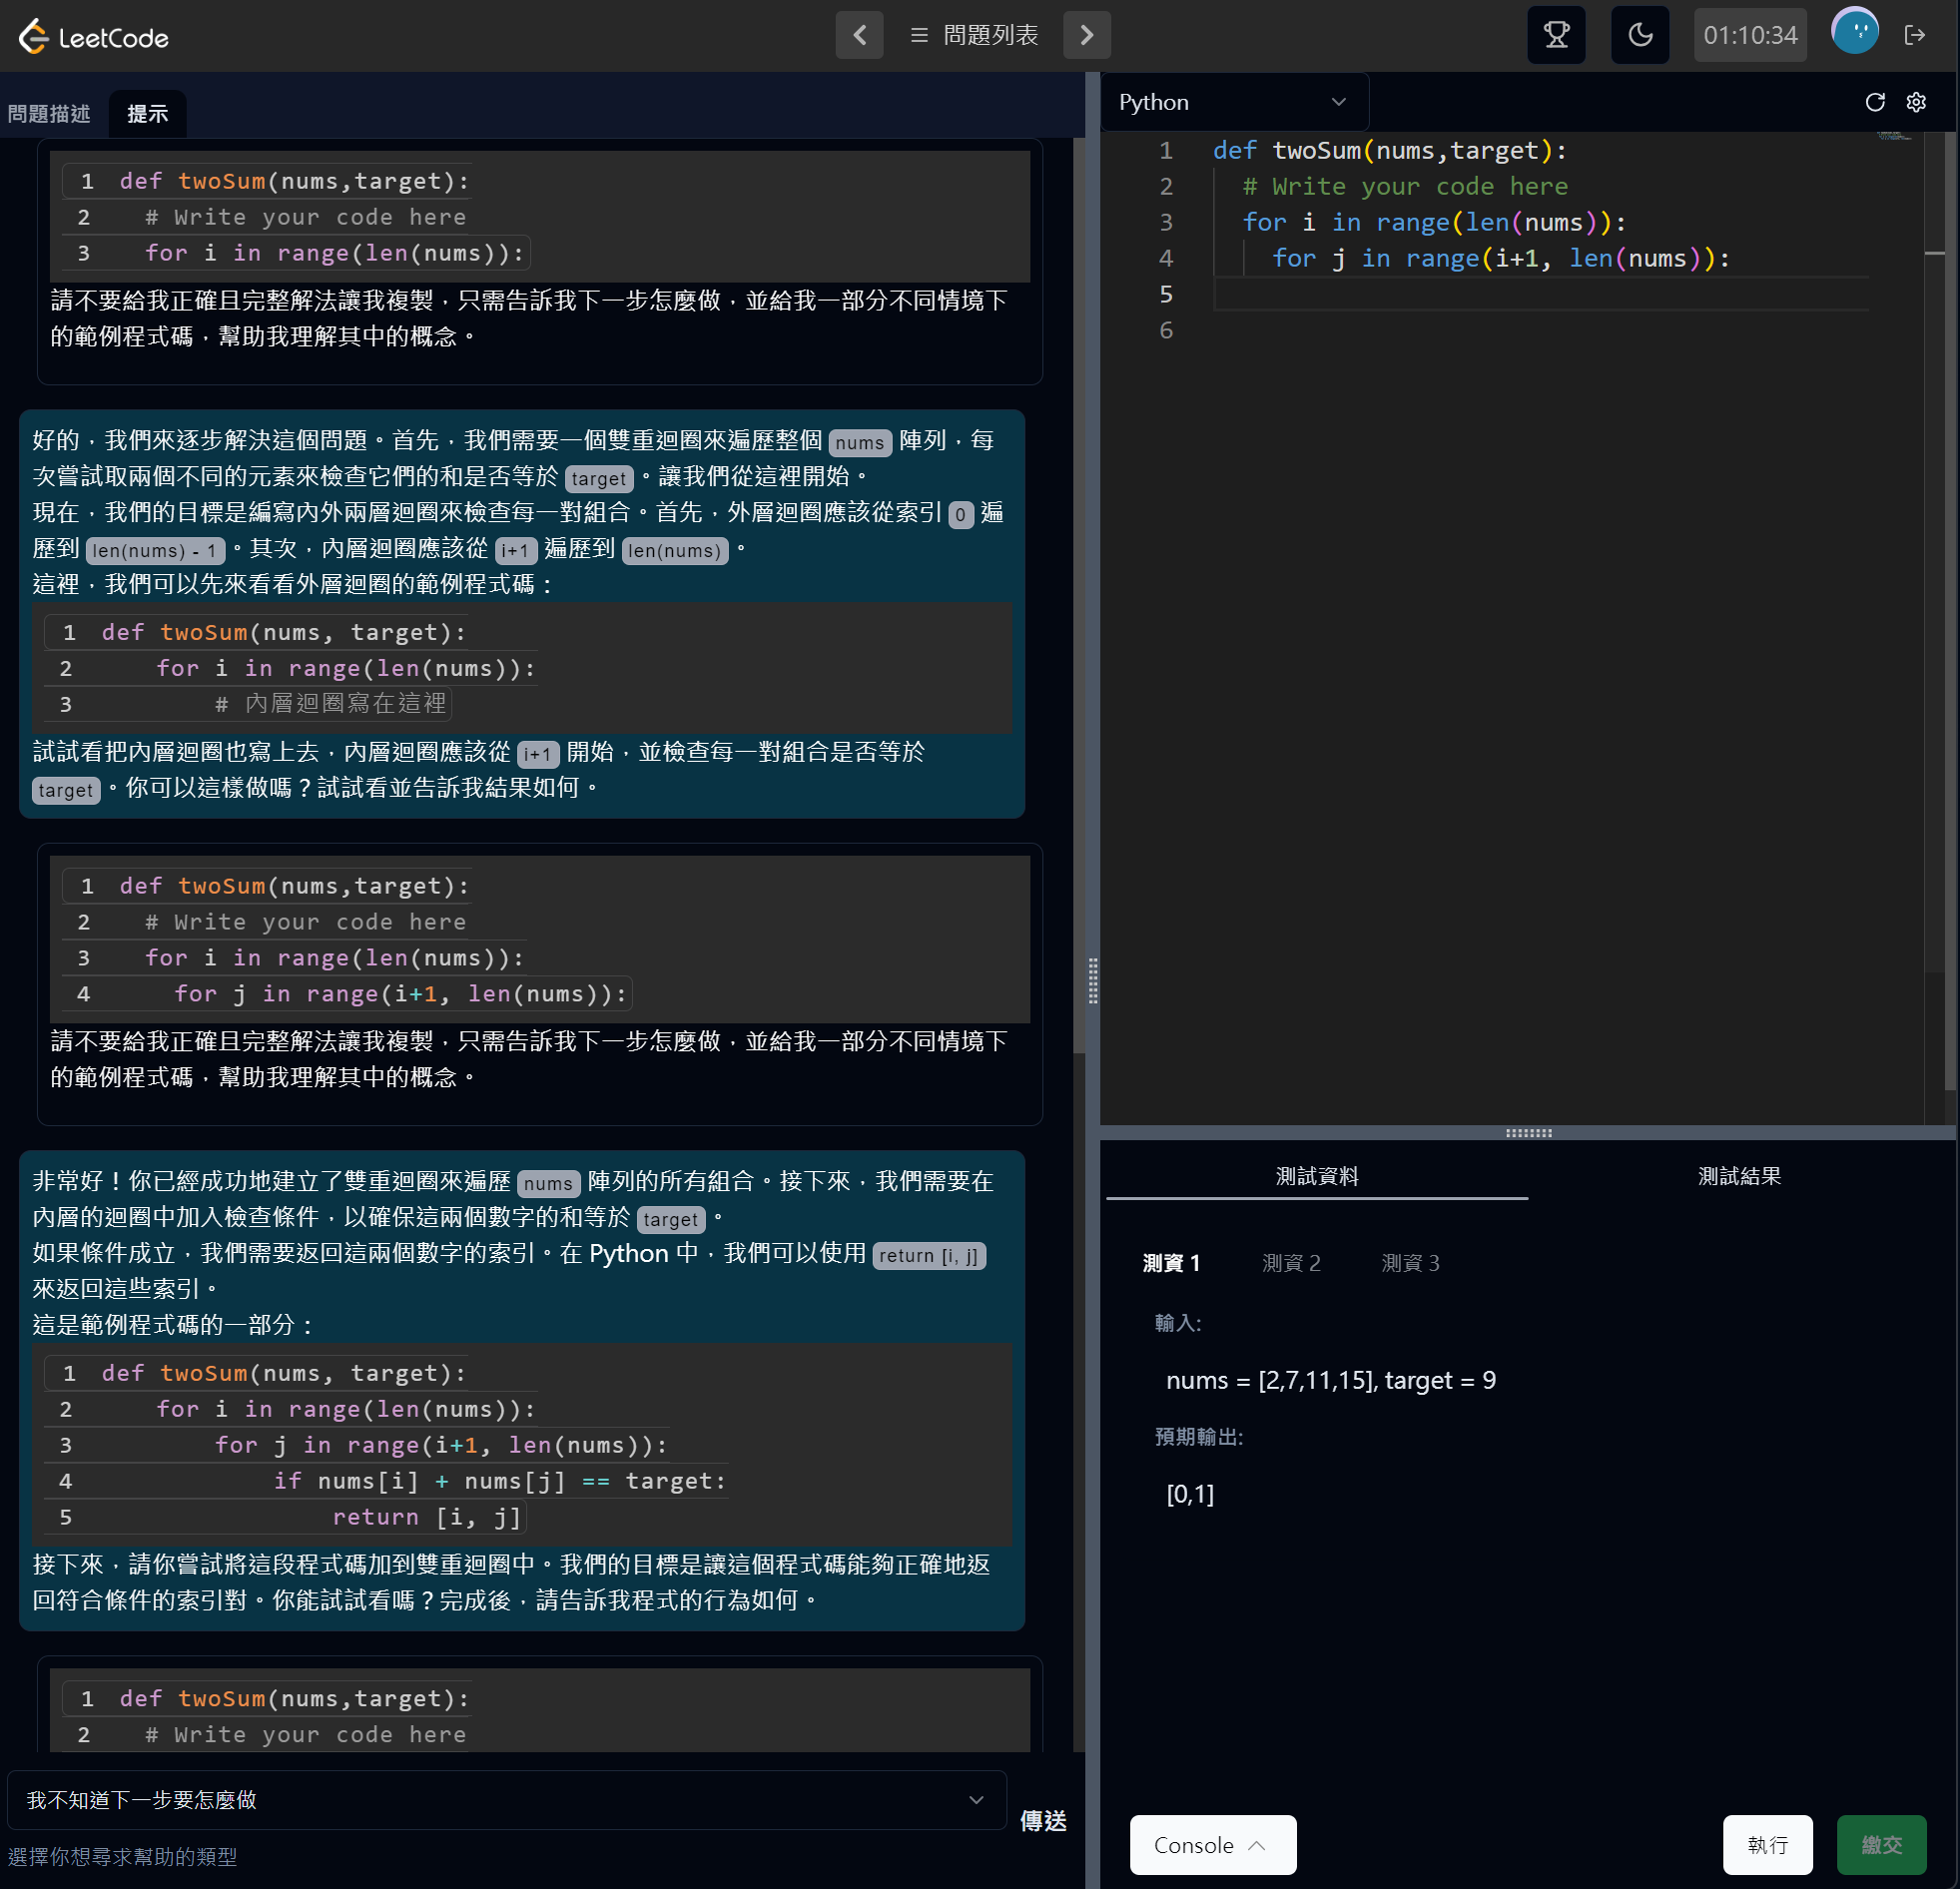 LeetCode
問題列表
01:10:34
問題描述 提示
1 def twoSum(nums,target):
2 # Write your code here
3 for i in range(len(nums)):
請不要給我正確且完整解法讓我複製，只需告訴我下一步怎麼做，並給我一部分不同情境下
的範例程式碼，幫助我理解其中的概念。
好的，我們來逐步解決這個問題。首先，我們需要一個雙重迴圈來遍歷整個 nums 陣列，每
次嘗試取兩個不同的元素來檢查它們的和是否等於 target 。讓我們從這裡開始。
現在，我們的目標是編寫內外兩層迴圈來檢查每一對組合。首先，外層迴圈應該從索引 0 遍
歷到 len(nums) - 1 。其次，內層迴圈應該從 i+1 遍歷到 len(nums) 。
這裡，我們可以先來看看外層迴圈的範例程式碼：
1 def twoSum(nums, target):
2 for i in range(len(nums)):
3 # 內層迴圈寫在這裡
試試看把內層迴圈也寫上去，內層迴圈應該從 i+1 開始，並檢查每一對組合是否等於
target 。你可以這樣做嗎？試試看並告訴我結果如何。
1 def twoSum(nums,target):
2 # Write your code here
3 for i in range(len(nums)):
4 for j in range(i+1, len(nums)):
請不要給我正確且完整解法讓我複製，只需告訴我下一步怎麼做，並給我一部分不同情境下
的範例程式碼，幫助我理解其中的概念。
非常好！你已經成功地建立了雙重迴圈來遍歷 nums 陣列的所有組合。接下來，我們需要在
內層的迴圈中加入檢查條件，以確保這兩個數字的和等於 target 。
如果條件成立，我們需要返回這兩個數字的索引。在 Python 中，我們可以使用 return [i, j]
來返回這些索引。
這是範例程式碼的一部分：
1 def twoSum(nums, target):
2 for i in range(len(nums)):
3 for j in range(i+1, len(nums)):
4 if nums[i] + nums[j] == target:
5 return [i, j]
接下來，請你嘗試將這段程式碼加到雙重迴圈中。我們的目標是讓這個程式碼能夠正確地返
回符合條件的索引對。你能試試看嗎？完成後，請告訴我程式的行為如何。
1 def twoSum(nums,target):
2 # Write your code here
我不知道下一步要怎麼做
傳送
選擇你想尋求幫助的類型
Python
1 def twoSum(nums,target):
2 # Write your code here
3 for i in range(len(nums)):
4 for j in range(i+1, len(nums)):
5
6
測試資料 測試結果
測資 1 測資 2 測資 3
輸入:
nums = [2,7,11,15], target = 9
預期輸出:
[0,1]
Console 執行 繳交